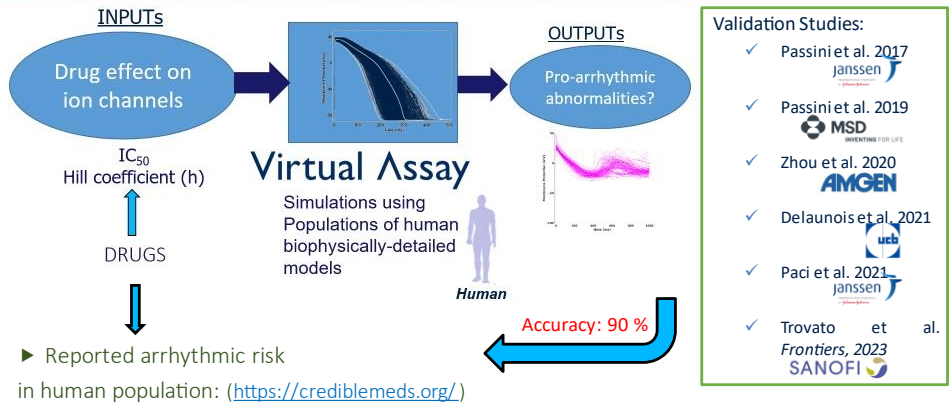 INPUTs
Drug effect on
ion channels
IC50
Hill coefficient (h)
DRUGS
Virtual Assay
Simulations using
Populations of human
biophysically-detailed
models
Human
OUTPUTs
Pro-arrhythmic
abnormalities?
Accuracy: 90 %
Reported arrhythmic risk
in human population: (https://crediblemeds.org/ )
Validation Studies:
✓ Passini et al. 2017
janssen
✓ Passini et al. 2019
MSD
INVENTING FOR LIFE
✓ Zhou et al. 2020
AMGEN
✓ Delaunois et al. 2021
ucb
✓ Paci et al. 2021
janssen
✓ Trovato et al.
Frontiers, 2023
SANOFI